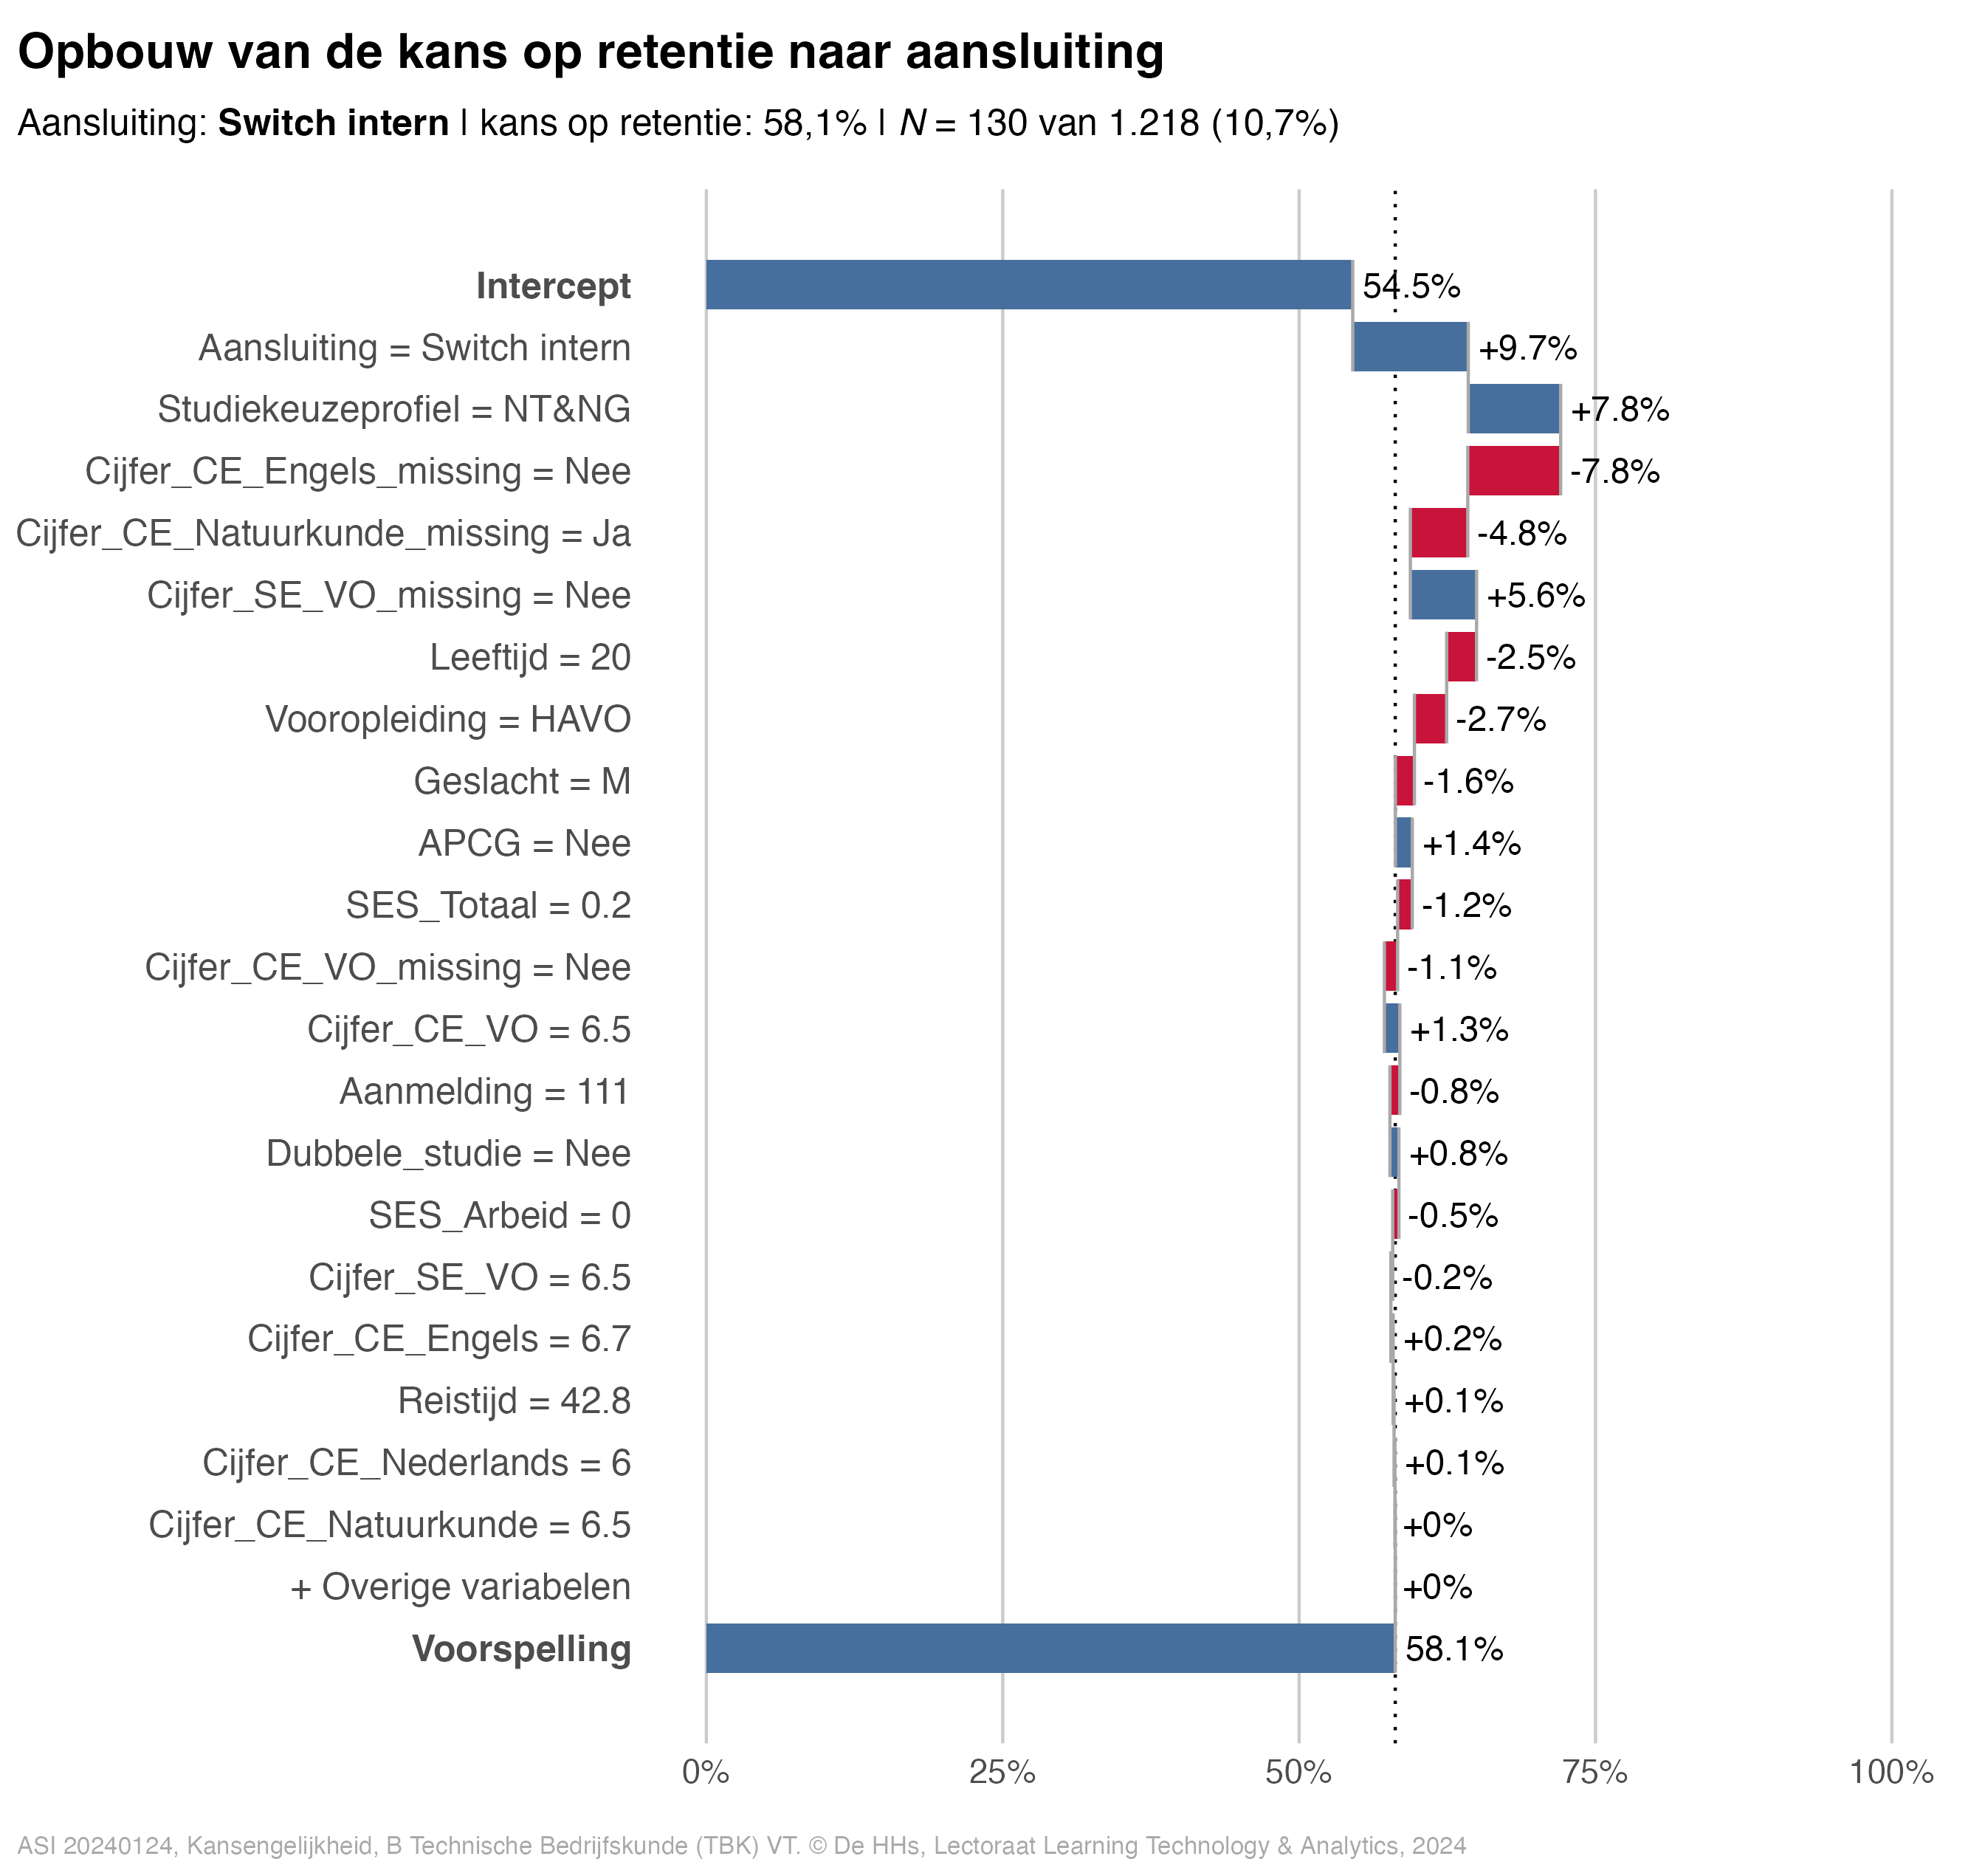 Opbouw van de kans op retentie naar aansluiting
Aansluiting: Switch intern | kans op retentie: 58,1% | N = 130 van 1.218 (10,7%)
Intercept 54.5%
Aansluiting = Switch intern +9.7%
Studiekeuzeprofiel = NT&NG +7.8%
Cijfer_CE_Engels_missing = Nee -7.8%
Cijfer_CE_Natuurkunde_missing = Ja -4.8%
Cijfer_SE_VO_missing = Nee +5.6%
Leeftijd = 20 -2.5%
Vooropleiding = HAVO -2.7%
Geslacht = M -1.6%
APCG = Nee +1.4%
SES_Totaal = 0.2 -1.2%
Cijfer_CE_VO_missing = Nee -1.1%
Cijfer_CE_VO = 6.5 +1.3%
Aanmelding = 111 -0.8%
Dubbele_studie = Nee +0.8%
SES_Arbeid = 0 -0.5%
Cijfer_SE_VO = 6.5 -0.2%
Cijfer_CE_Engels = 6.7 +0.2%
Reistijd = 42.8 +0.1%
Cijfer_CE_Nederlands = 6 +0.1%
Cijfer_CE_Natuurkunde = 6.5 +0%
+ Overige variabelen +0%
Voorspelling 58.1%
0% 25% 50% 75% 100%
ASI 20240124, Kansengelijkheid, B Technische Bedrijfskunde (TBK) VT. © De HHs, Lectoraat Learning Technology & Analytics, 2024